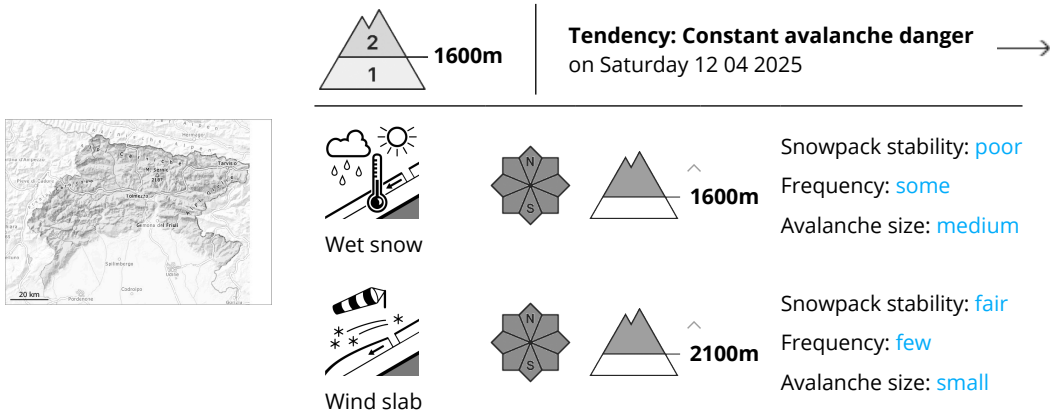 2
1
1600m
Tendency: Constant avalanche danger
on Saturday 12 04 2025
Tarvisio
Tolmezzo
Gemona del Friuli
Spilimbergo
Udine
Codroipo
Pordenone
20 km
N
S
1600m
Snowpack stability: poor
Frequency: some
Avalanche size: medium
Wet snow
N
S
2100m
Snowpack stability: fair
Frequency: few
Avalanche size: small
Wind slab